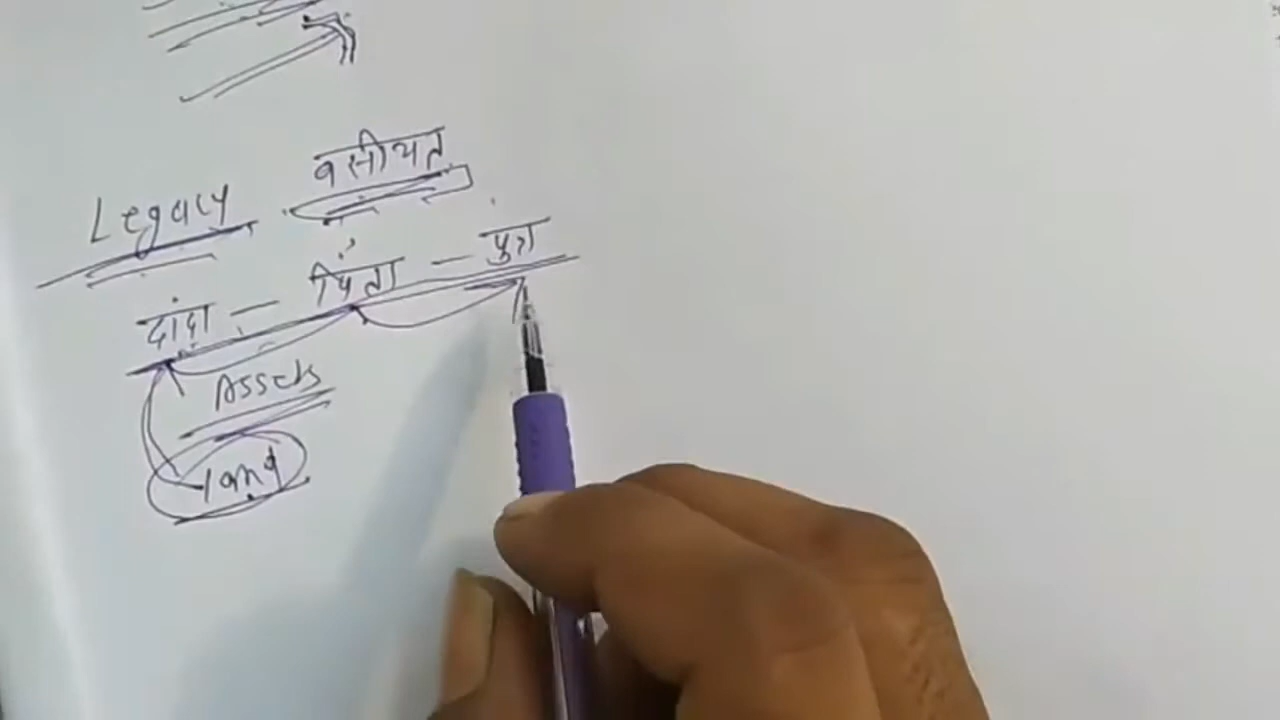 Legacy वसीयत
दादा - पिता - पुत्र
Assets
land